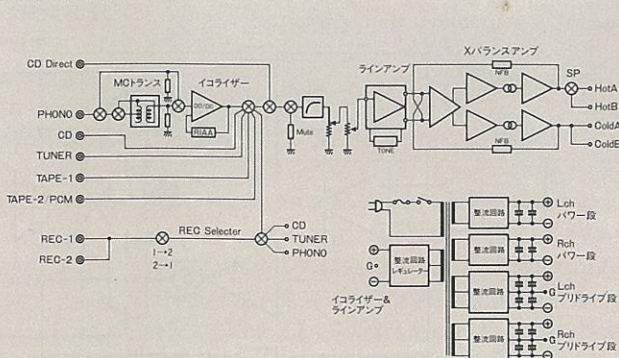 CD Direct
MCトランス
イコライザー
PHONO
DC/DC
RIAA
CD
TUNER
TAPE-1
TAPE-2/PCM
REC-1
REC-2
1→2
2→1
REC Selector
CD
TUNER
PHONO
Mute
ラインアンプ
TONE
Xバランスアンプ
NFB
NFB
SP
HotA
HotB
ColdA
ColdB
整流回路
レギュレーター
G
イコライザー&
ラインアンプ
整流回路
Lch
パワー段
整流回路
Rch
パワー段
整流回路
G
Lch
プリドライブ段
整流回路
G
Rch
プリドライブ段